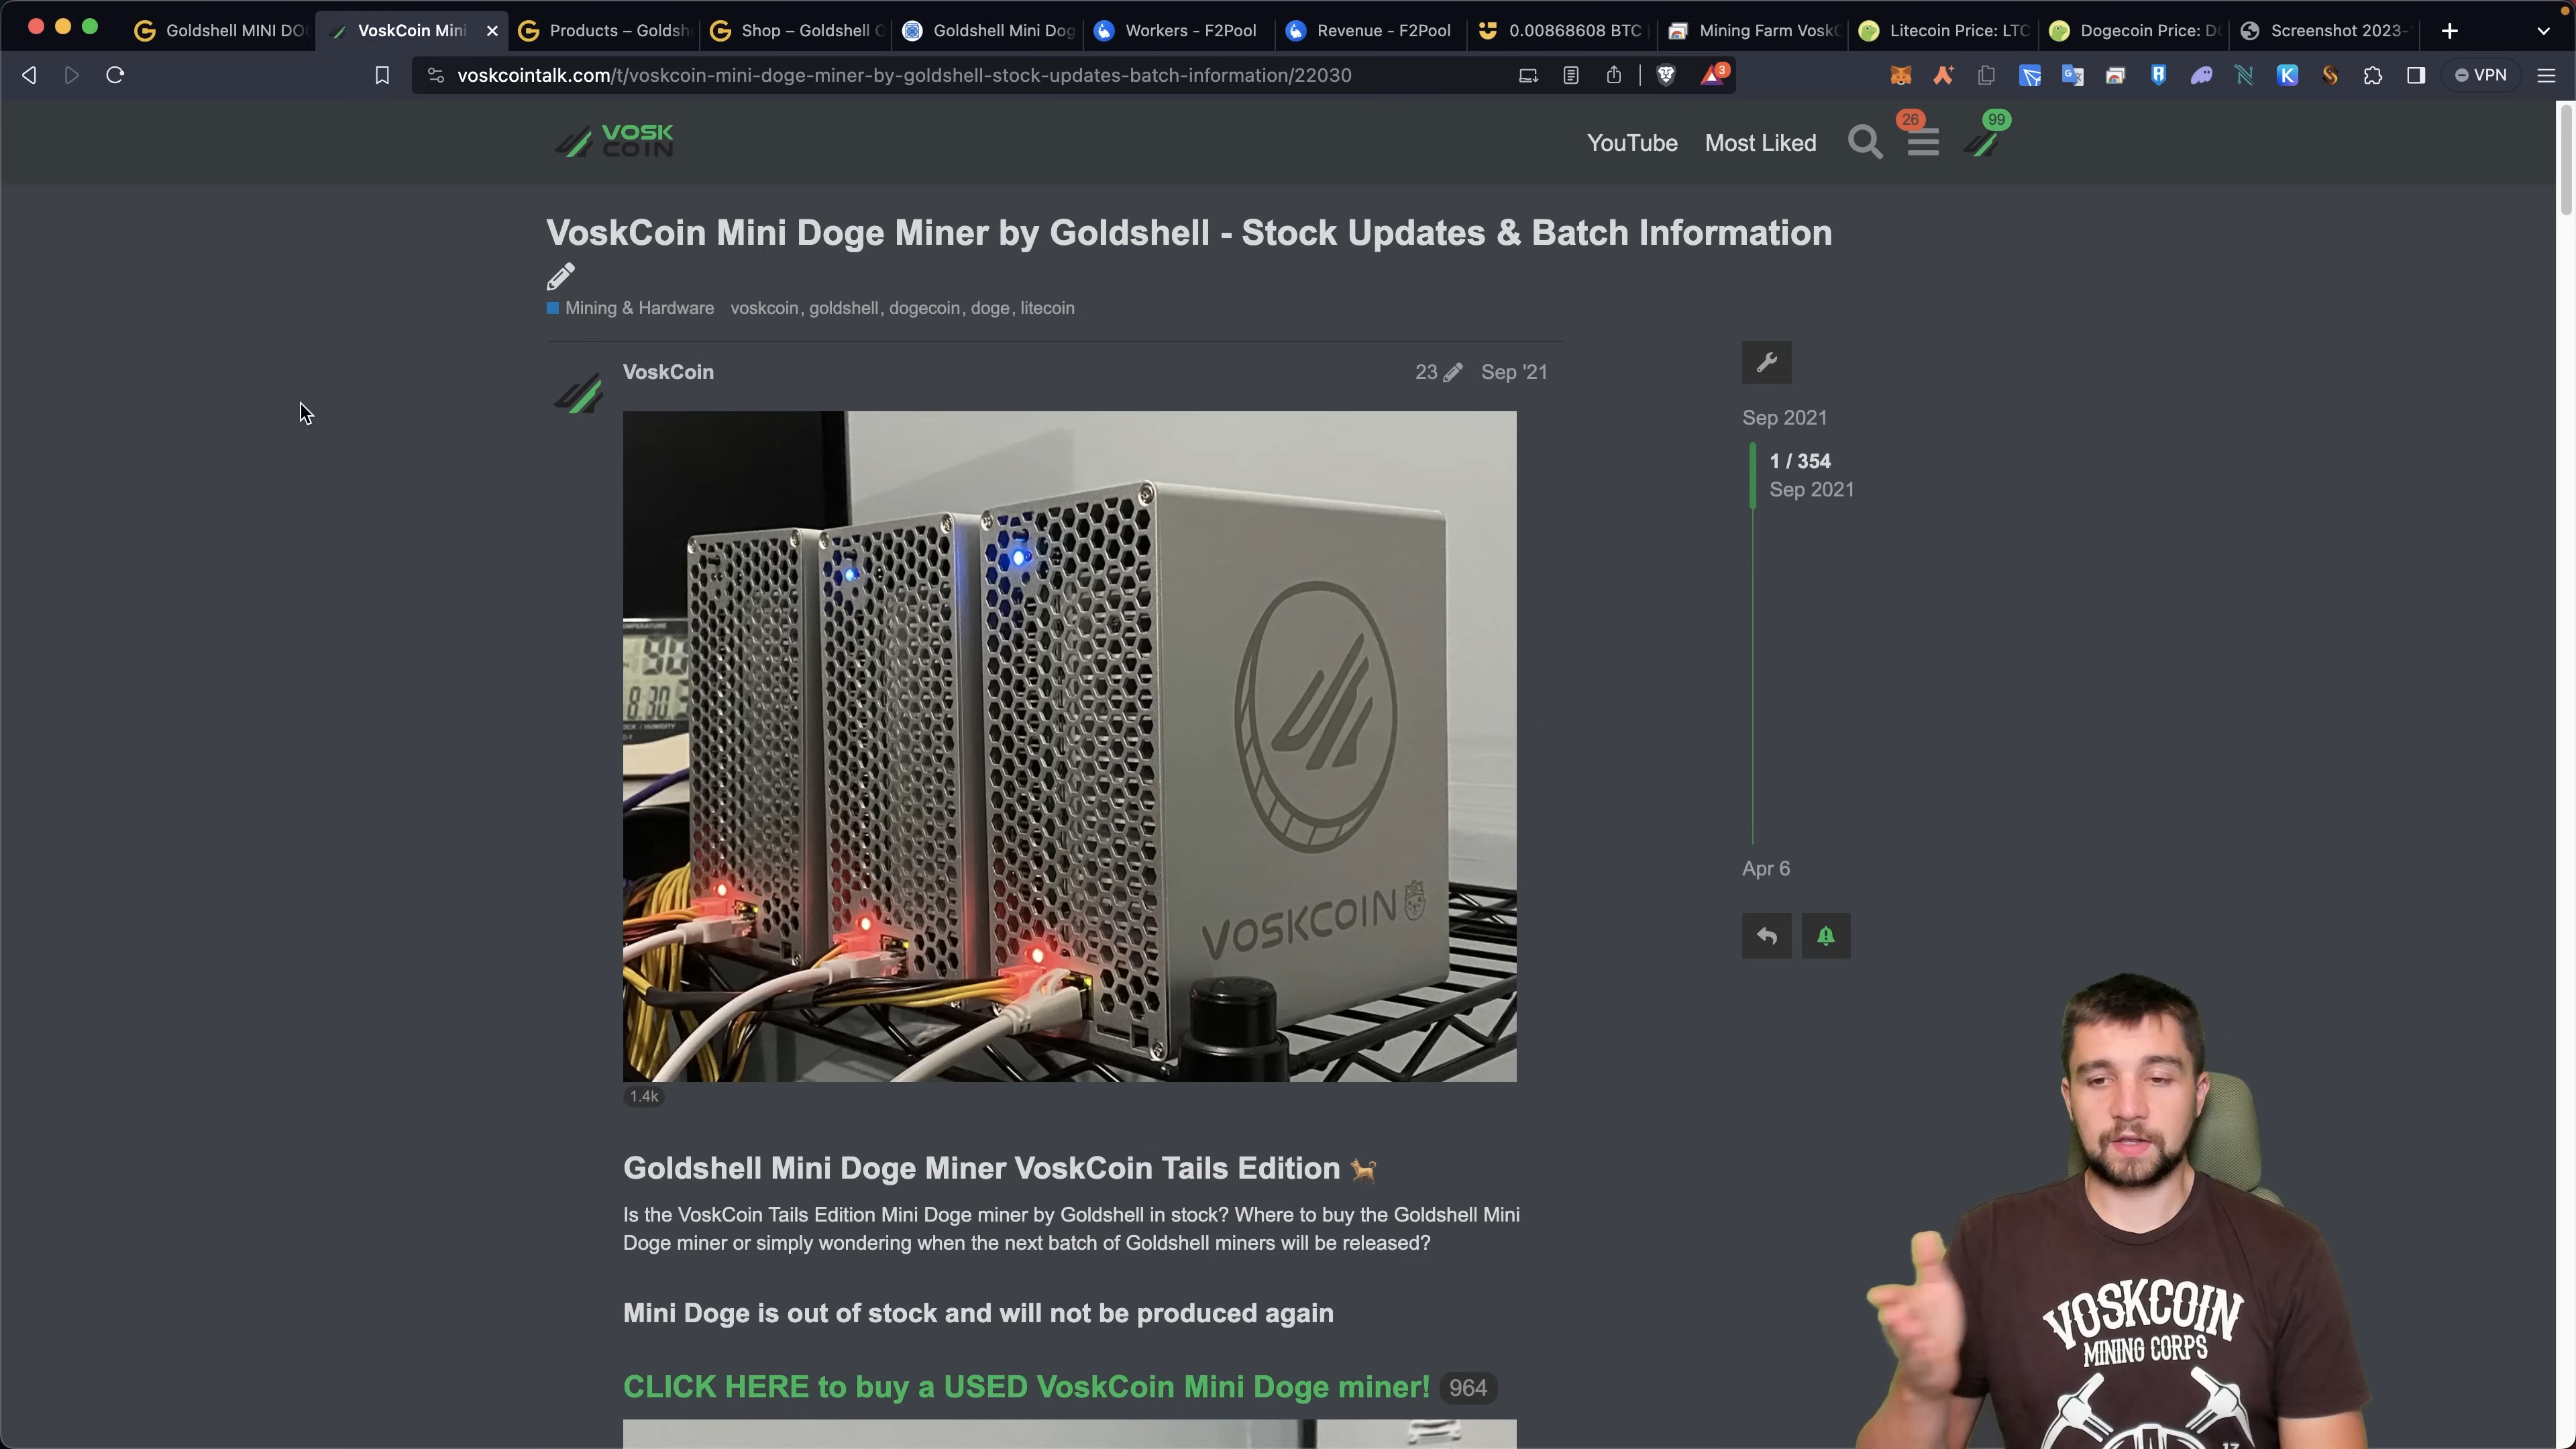 Goldshell MINI DO
VoskCoin Mini
Products – Goldsh
Shop – Goldshell C
Goldshell Mini Dog
Workers - F2Pool
Revenue - F2Pool
0.00868608 BTC
Mining Farm VoskC
Litecoin Price: LTC
Dogecoin Price: D
Screenshot 2023-
voskcointalk.com/t/voskcoin-mini-doge-miner-by-goldshell-stock-updates-batch-information/22030
3
VPN
VOSK
COIN
YouTube
Most Liked
26
99
VoskCoin Mini Doge Miner by Goldshell - Stock Updates & Batch Information
Mining & Hardware voskcoin, goldshell, dogecoin, doge, litecoin
VoskCoin
23
Sep '21
Sep 2021
1 / 354
Sep 2021
Apr 6
8.30
VOSKCOIN
1.4k
Goldshell Mini Doge Miner VoskCoin Tails Edition
Is the VoskCoin Tails Edition Mini Doge miner by Goldshell in stock? Where to buy the Goldshell Mini
Doge miner or simply wondering when the next batch of Goldshell miners will be released?
Mini Doge is out of stock and will not be produced again
CLICK HERE to buy a USED VoskCoin Mini Doge miner! 964
VOSKCOIN
MINING CORPS